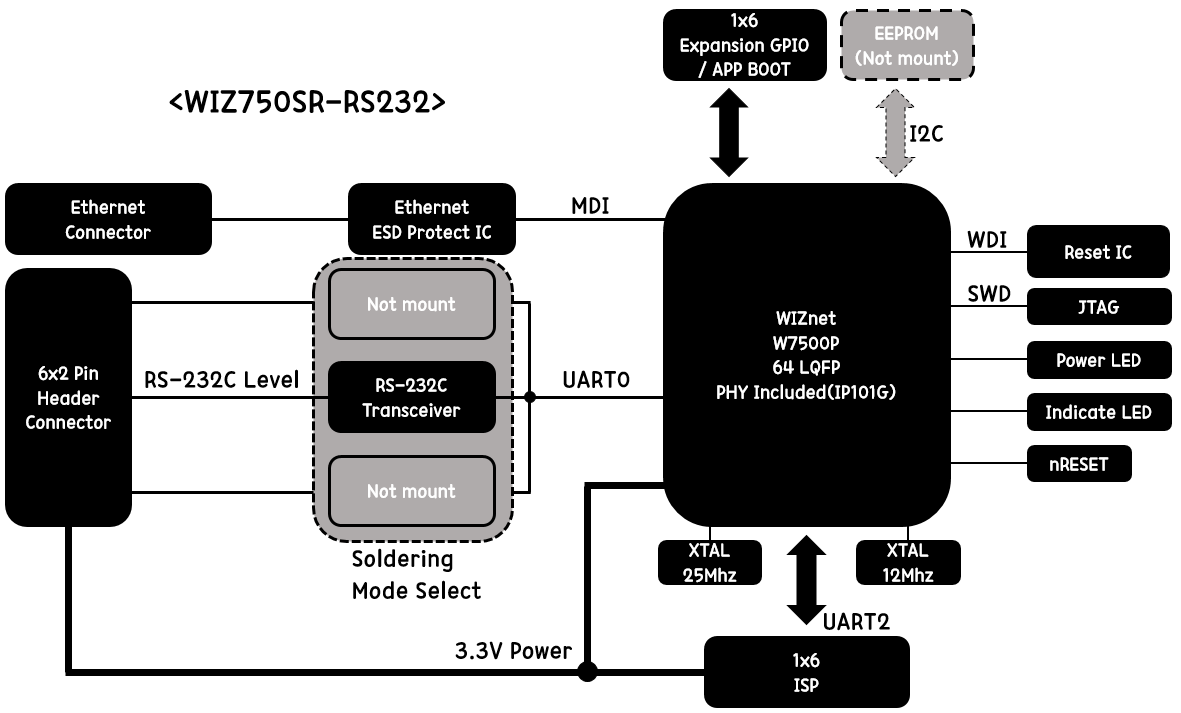 1x6
Expansion GPIO
/ APP BOOT
EEPROM
(Not mount)
<WIZ750SR-RS232>
I2C
Ethernet
Connector
Ethernet
ESD Protect IC
MDI
WDI
Reset IC
SWD
JTAG
Power LED
Indicate LED
nRESET
WIZnet
W7500P
64 LQFP
PHY Included(IP101G)
Not mount
6x2 Pin
Header
Connector
RS-232C Level
RS-232C
Transceiver
UART0
Not mount
Soldering
Mode Select
XTAL
25Mhz
XTAL
12Mhz
UART2
3.3V Power
1x6
ISP